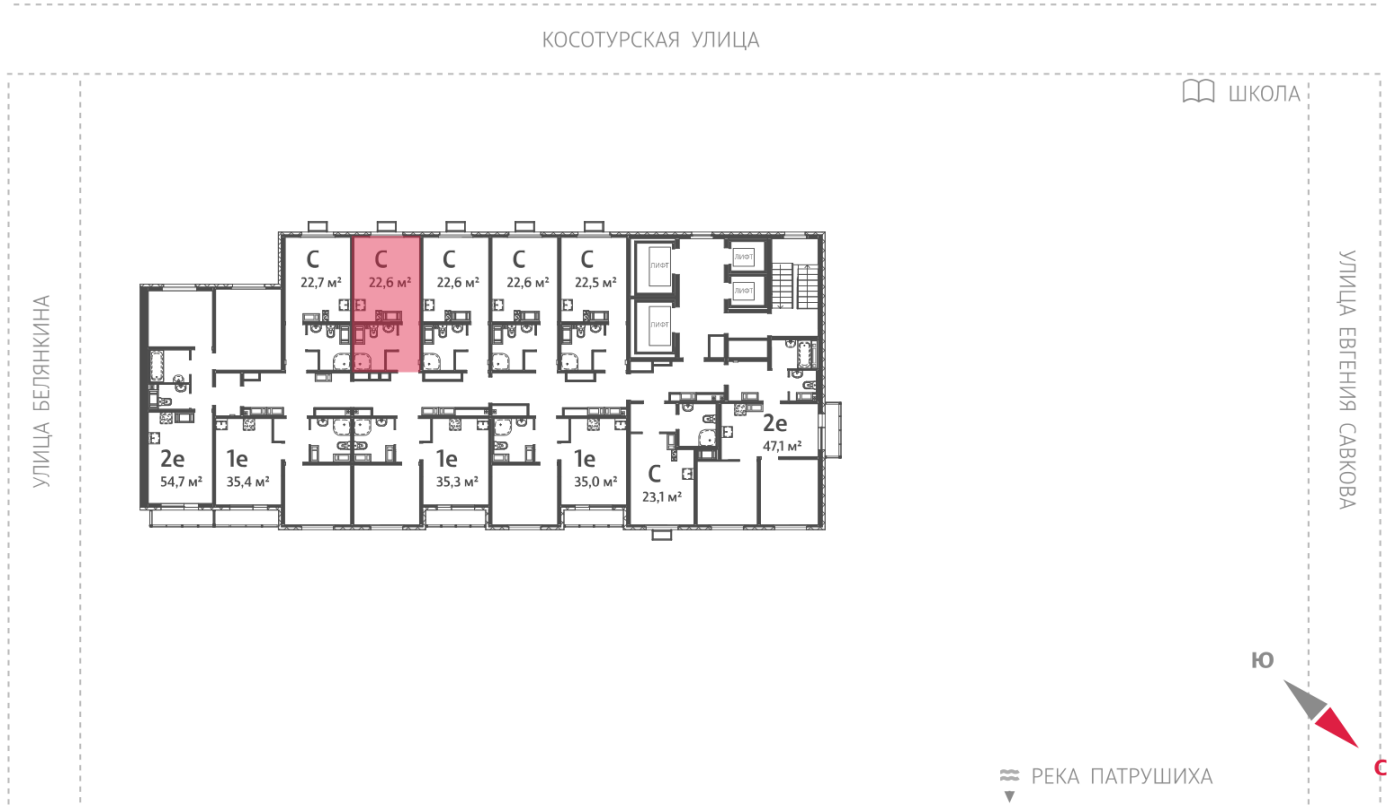 КОСОТУРСКАЯ УЛИЦА
ШКОЛА
УЛИЦА БЕЛЯНКИНА
УЛИЦА ЕВГЕНИЯ САВКОВА
С
22,7 м²
С
22,6 м²
С
22,6 м²
С
22,6 м²
С
22,5 м²
ЛИФТ
ЛИФТ
ЛИФТ
ЛИФТ
2е
54,7 м²
1е
35,4 м²
1е
35,3 м²
1е
35,0 м²
С
23,1 м²
2е
47,1 м²
Ю
С
РЕКА ПАТРУШИХА